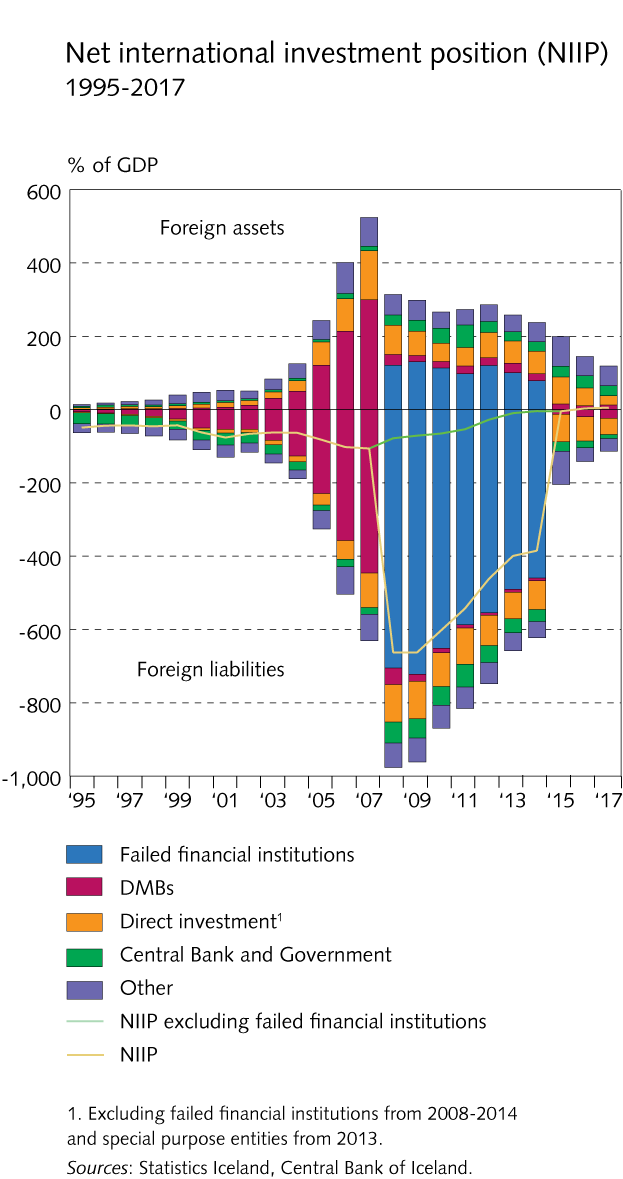 Net international investment position (NIIP)
1995-2017
% of GDP
600
Foreign assets
400
200
0
-200
-400
-600
Foreign liabilities
-800
-1,000
‘95 ‘97 ‘99 ‘01 ‘03 ‘05 ‘07 ‘09 ‘11 ‘13 ‘15 ‘17
Failed financial institutions
DMBs
Direct investment¹
Central Bank and Government
Other
NIIP excluding failed financial institutions
NIIP
1. Excluding failed financial institutions from 2008-2014
and special purpose entities from 2013.
Sources: Statistics Iceland, Central Bank of Iceland.